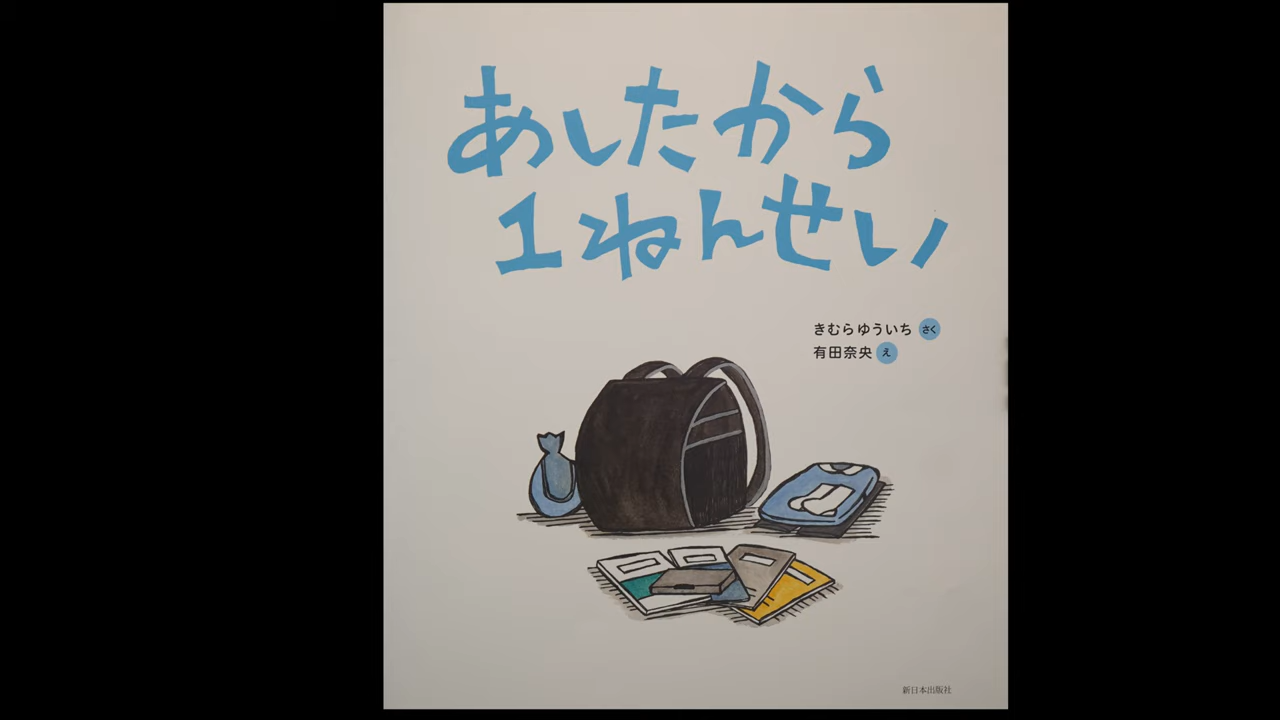 あしたから
1ねんせい
きむらゆういち さく
有田奈央 え
新日本出版社